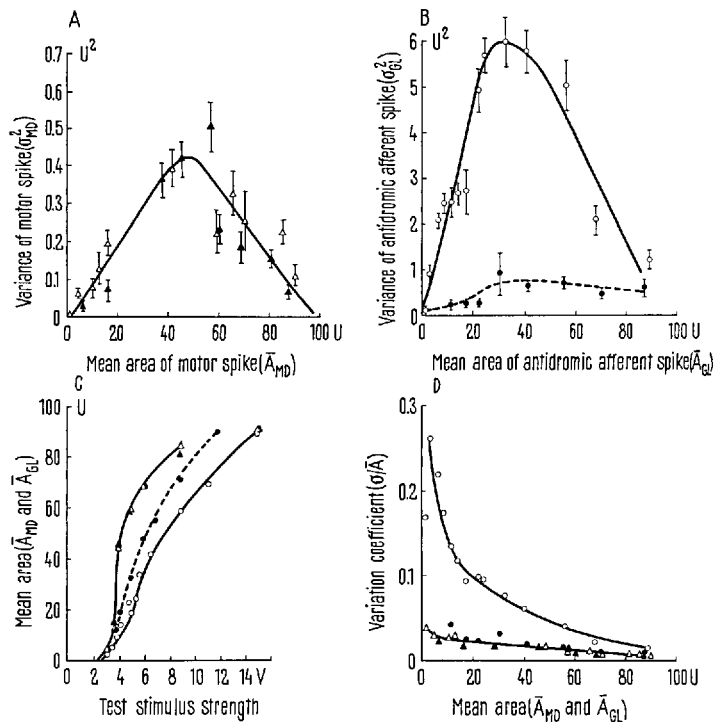 A
U²
Variance of motor spike (σ²MD)
0.7
0.6
0.5
0.4
0.3
0.2
0.1
0
0 20 40 60 80 100 U
Mean area of motor spike (ĀMD)
B
U²
Variance of antidromic afferent spike (σ²GL)
6
5
4
3
2
1
0
0 20 40 60 80 100 U
Mean area of antidromic afferent spike (ĀGL)
C
U
Mean area (ĀMD and ĀGL)
100
80
60
40
20
0
0 2 4 6 8 10 12 14 V
Test stimulus strength
D
Variation coefficient (σ/Ā)
0.3
0.2
0.1
0
0 20 40 60 80 100 U
Mean area (ĀMD and ĀGL)